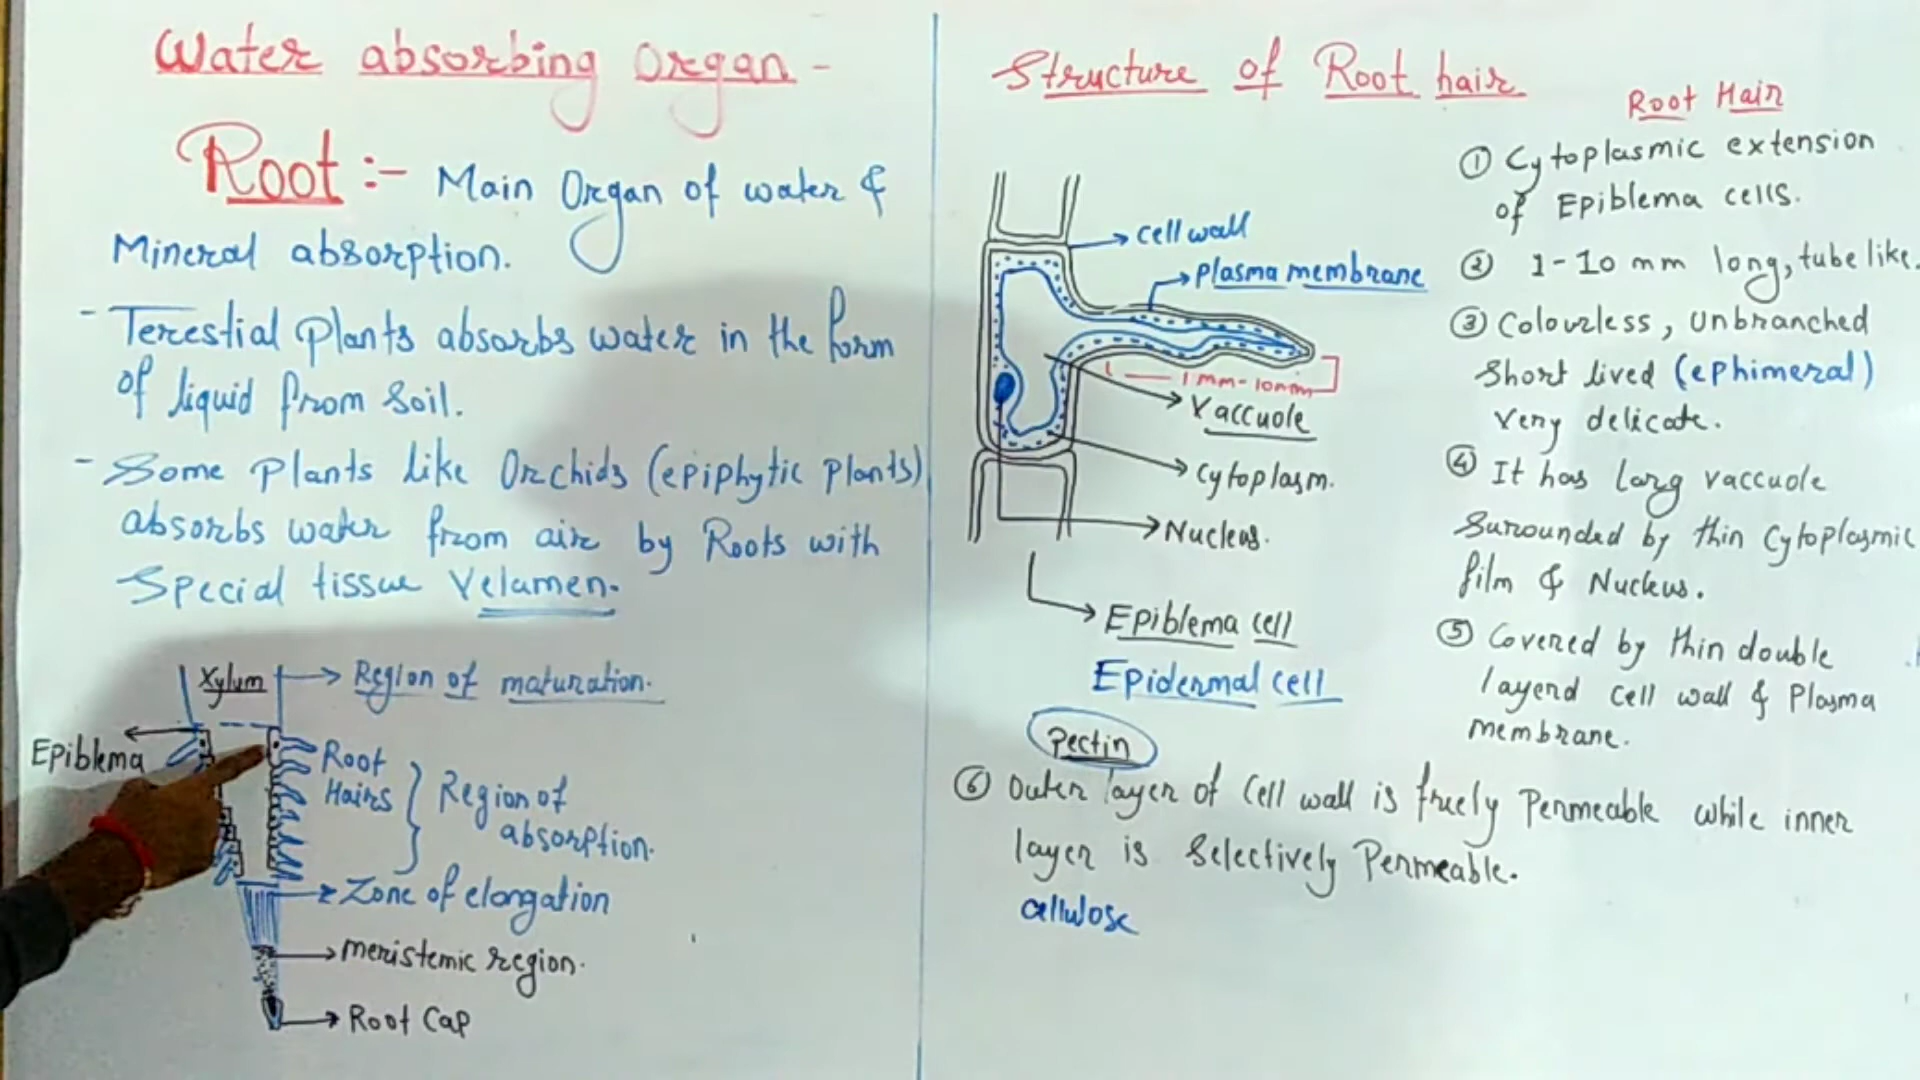 Water absorbing organ -
Root :- Main Organ of water &
Mineral absorption.
- Terestial plants absorbs water in the form
of liquid from soil.
- Some plants like Orchids (epiphytic plants)
absorbs water from air by Roots with
Special tissue Velamen.
Xylum
Region of maturation.
Epiblema
Root
Hairs
Region of
absorption.
Zone of elongation
meristemic region.
Root Cap
Structure of Root hair
cell wall
Plasma membrane
1mm-10mm
Vaccuole
Cytoplasm.
Nucleus.
Epiblema cell
Epidermal cell
Root Hair
① Cytoplasmic extension
of Epiblema cells.
② 1-10 mm long, tube like.
③ Colourless, Unbranched
Short lived (ephimeral)
very delicate.
④ It has larg vaccuole
Surounded by thin Cytoplasmic
film & Nucleus.
⑤ Covered by thin double
layerd cell wall & Plasma
membrane.
Pectin
⑥ Outer layer of Cell wall is freely Permeable while inner
layer is Selectively Permeable.
cellulose